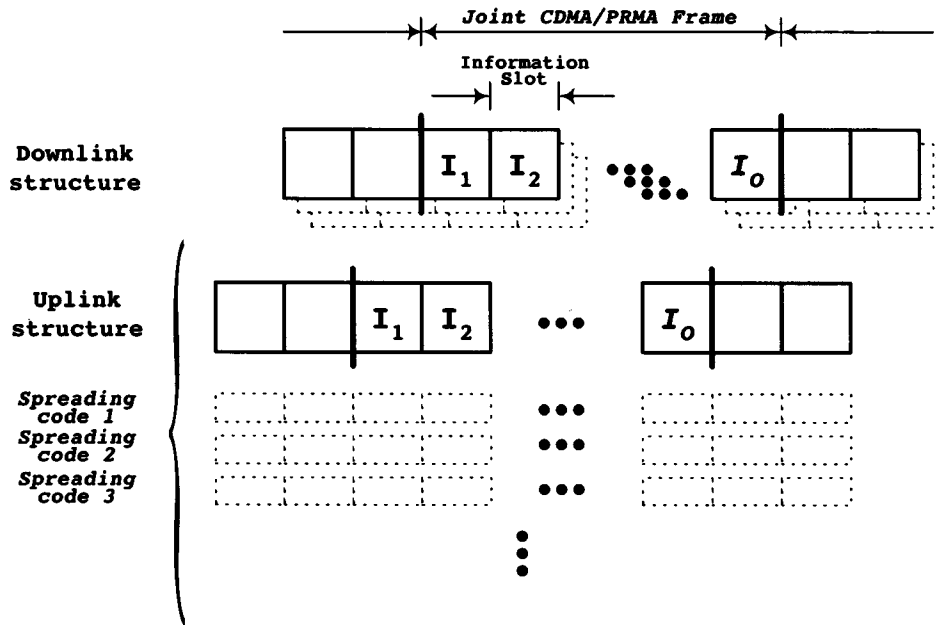 Joint CDMA/PRMA Frame
Information
Slot
Downlink
structure
I1 I2 IO
Uplink
structure
I1 I2 IO
Spreading
code 1
Spreading
code 2
Spreading
code 3